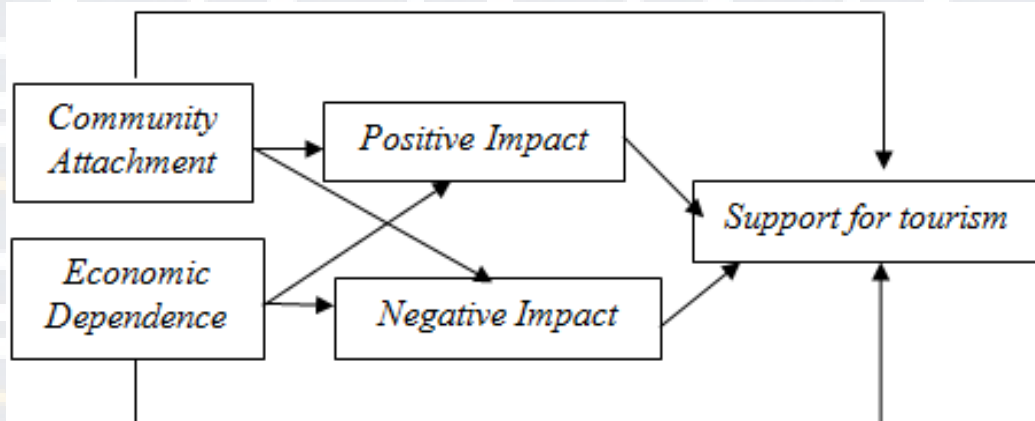 Community
Attachment
Positive Impact
Support for tourism
Economic
Dependence
Negative Impact